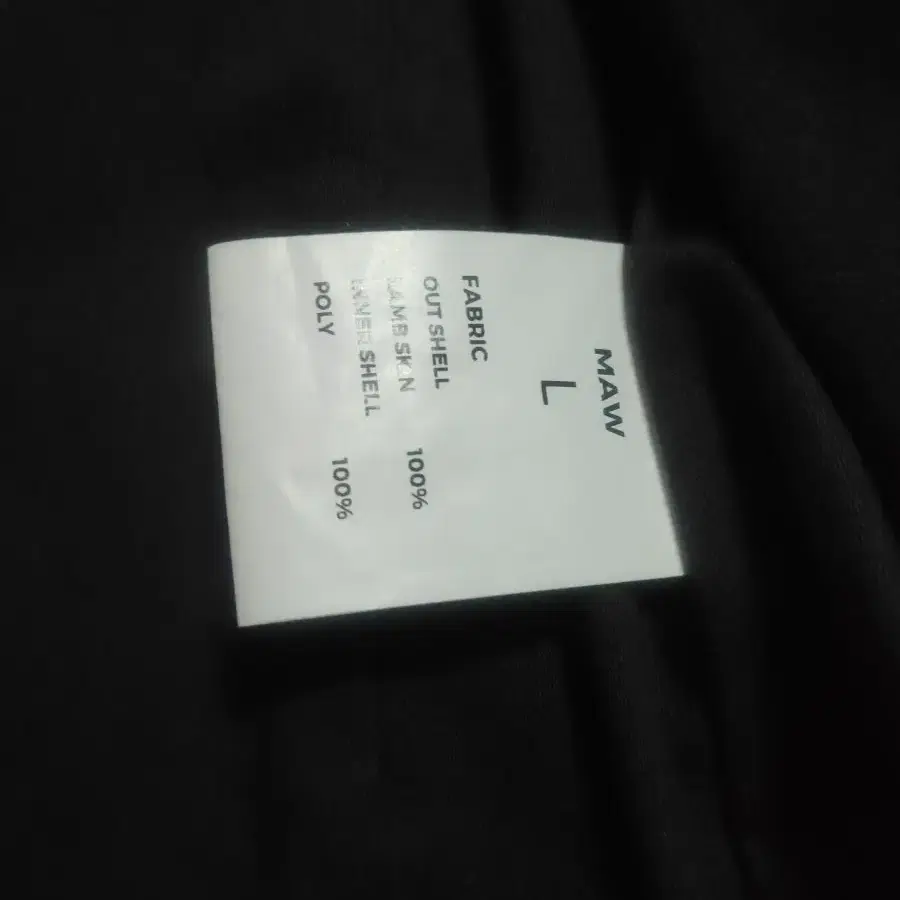 MAW
L
FABRIC
OUT SHELL
LAMB SKIN 100%
INNER SHELL
POLY 100%